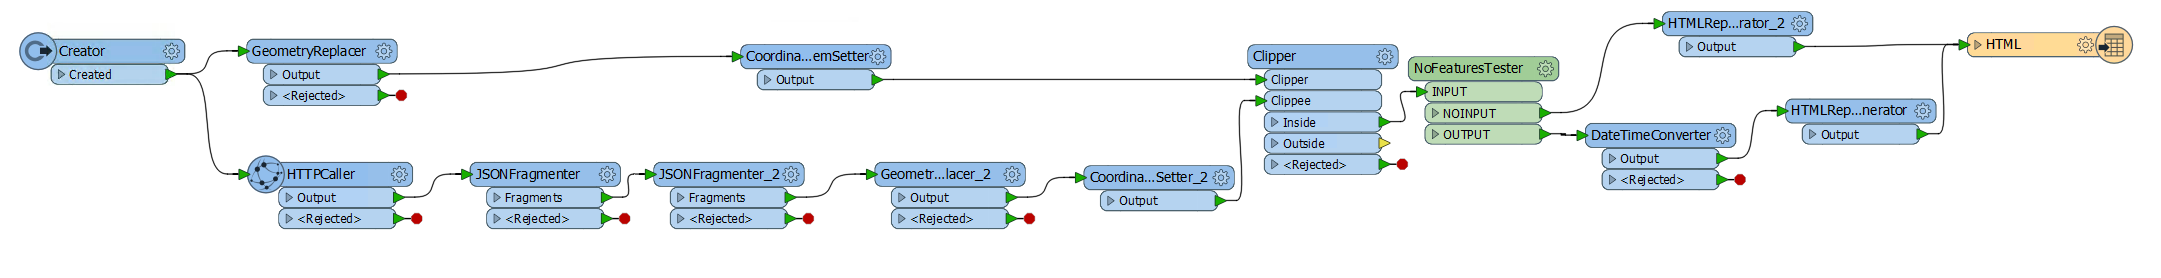 Creator
Created
GeometryReplacer
Output
<Rejected>
HTTPCaller
Output
<Rejected>
JSONFragmenter
Fragments
<Rejected>
JSONFragmenter_2
Fragments
<Rejected>
Coordina...emSetter
Output
Geometr...lacer_2
Output
<Rejected>
Coordina...Setter_2
Output
Clipper
Clipper
Clippee
Inside
Outside
<Rejected>
NoFeaturesTester
INPUT
NOINPUT
OUTPUT
DateTimeConverter
Output
<Rejected>
HTMLRep...rator_2
Output
HTMLRep...nerator
Output
HTML